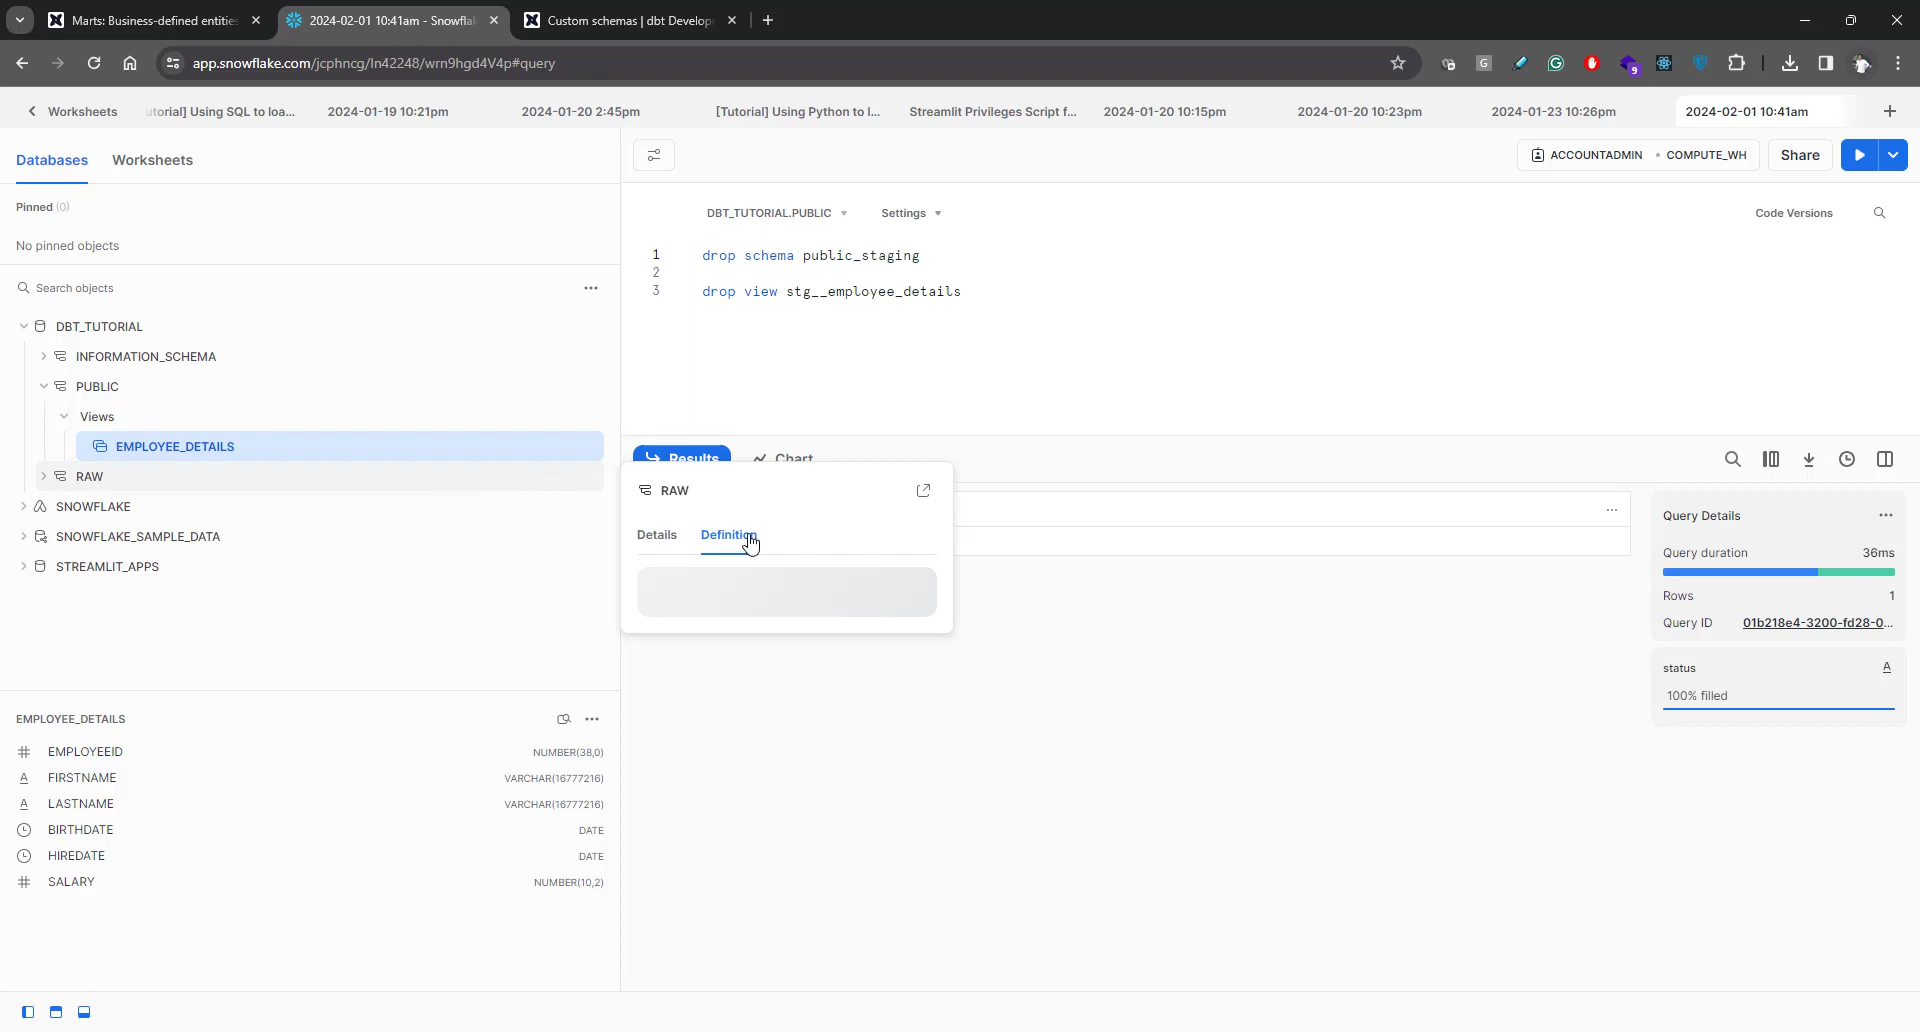 Marts: Business-defined entities
2024-02-01 10:41am - Snowflak
Custom schemas | dbt Develop
app.snowflake.com/jcphncg/ln42248/wrn9hgd4V4p#query
G
9
Worksheets
utorial] Using SQL to loa...
2024-01-19 10:21pm
2024-01-20 2:45pm
[Tutorial] Using Python to l...
Streamlit Privileges Script f...
2024-01-20 10:15pm
2024-01-20 10:23pm
2024-01-23 10:26pm
2024-02-01 10:41am
Databases
Worksheets
ACCOUNTADMIN
COMPUTE_WH
Share
Pinned (0)
No pinned objects
DBT_TUTORIAL.PUBLIC
Settings
Code Versions
1 drop schema public_staging
2
3 drop view stg__employee_details
Search objects
DBT_TUTORIAL
INFORMATION_SCHEMA
PUBLIC
Views
EMPLOYEE_DETAILS
RAW
SNOWFLAKE
SNOWFLAKE_SAMPLE_DATA
STREAMLIT_APPS
Results
Chart
RAW
Details
Definition
Query Details
Query duration 36ms
Rows 1
Query ID 01b218e4-3200-fd28-0...
status A
100% filled
EMPLOYEE_DETAILS
# EMPLOYEEID NUMBER(38,0)
A FIRSTNAME VARCHAR(16777216)
A LASTNAME VARCHAR(16777216)
BIRTHDATE DATE
HIREDATE DATE
# SALARY NUMBER(10,2)